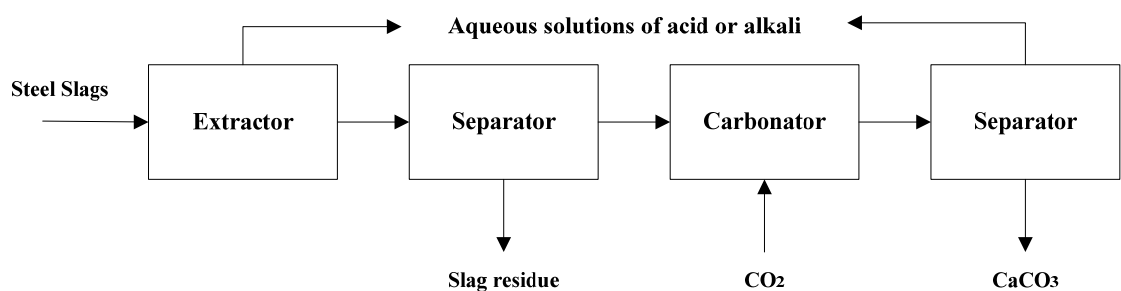 Aqueous solutions of acid or alkali
Steel Slags
Extractor
Separator
Carbonator
Separator
Slag residue
CO2
CaCO3